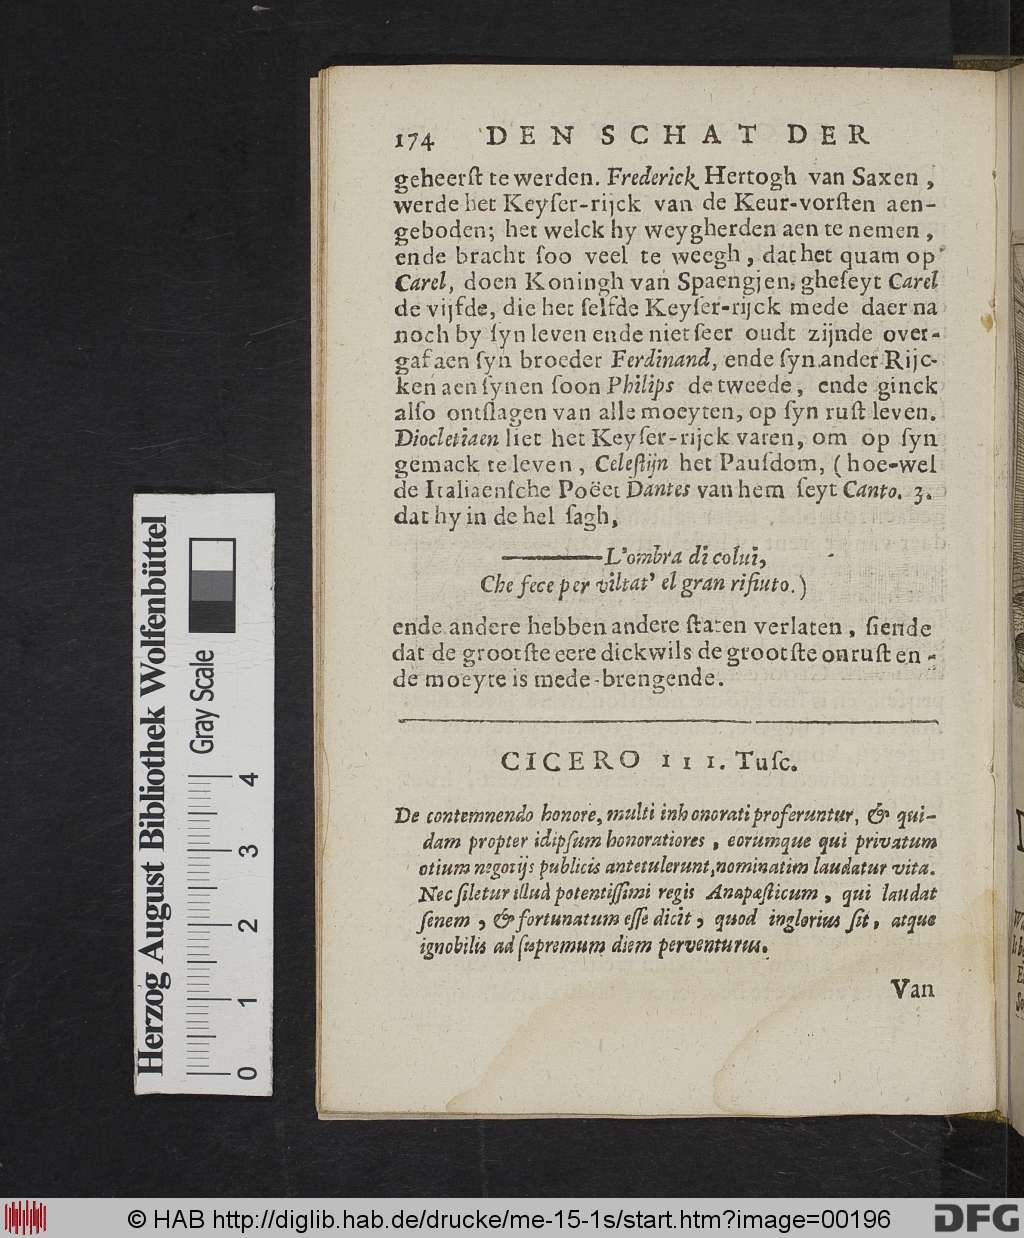 174 DEN SCHAT DER
geheerſt te werden. Frederick Hertogh van Saxen,
werde het Keyſer-rijck van de Keur-vorſten aen-
geboden; het welck hy weygherden aen te nemen,
ende bracht ſoo veel te weegh, dat het quam op
Carel, doen Koningh van Spaengjen, gheſeyt Carel
de vijfde, die het ſelfde Keyſer-rijck mede daer na
noch by ſyn leven ende niet ſeer oudt zijnde over-
gaf aen ſyn broeder Ferdinand, ende ſyn ander Rijc-
ken aen ſynen ſoon Philips de tweede, ende ginck
alſo ontſlagen van alle moeyten, op ſyn ruſt leven.
Diocletiaen liet het Keyſer-rijck varen, om op ſyn
gemack te leven, Celeſtijn het Pauſdom, (hoe-wel
de Italiaenſche Poëet Dantes van hem ſeyt Canto. 3.
dat hy in de hel ſagh,
———L'ombra di colui,
Che fece per viltat' el gran rifiuto.)
ende andere hebben andere ſtaten verlaten, ſiende
dat de grootſte eere dickwils de grootſte onruſt en-
de moeyte is mede-brengende.
CICERO III. Tuſc.
De contemnendo honore, multi inhonorati proferuntur, & qui-
dam propter idipſum honoratiores, eorumque qui privatum
otium negotijs publicis antetulerunt, nominatim laudatur vita.
Nec ſiletur illud potentiſſimi regis Anapæſticum, qui laudat
ſenem, & fortunatum eſſe dicit, quod inglorius ſit, atque
ignobilis ad ſupremum diem perventurus.
Van
Herzog August Bibliothek Wolfenbüttel
Gray Scale
0 1 2 3 4
© HAB http://diglib.hab.de/drucke/me-15-1s/start.htm?image=00196
DFG